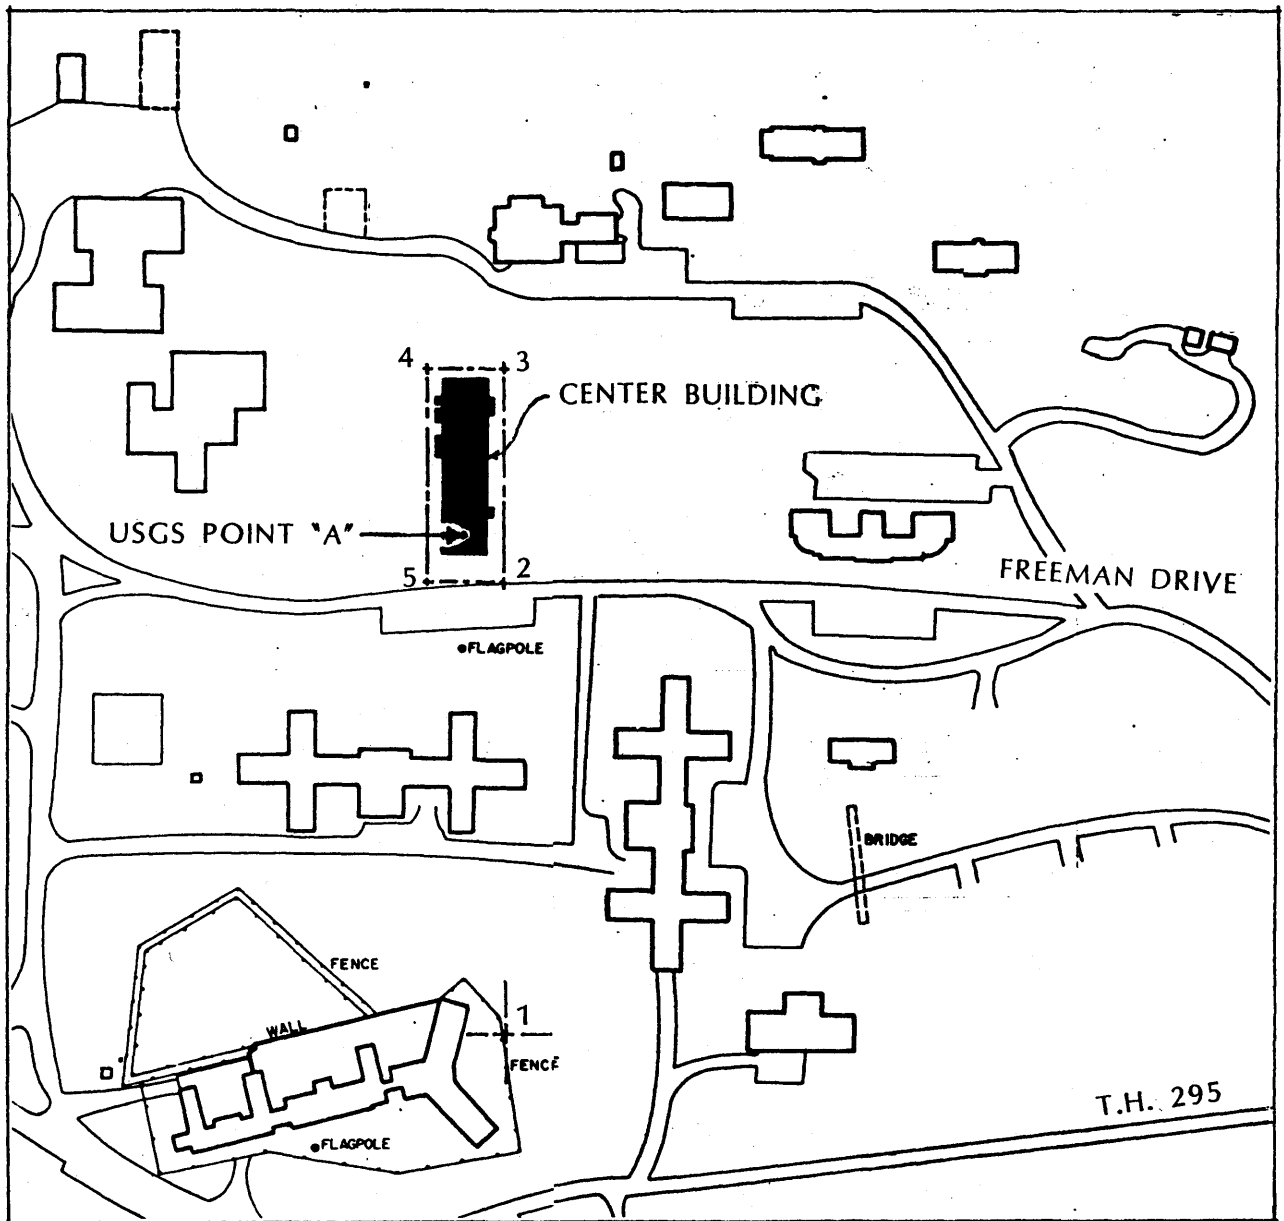 4 3
CENTER BUILDING
USGS POINT "A"
5 2
FREEMAN DRIVE
FLAGPOLE
BRIDGE
FENCE
1
WALL
FENCE
T.H. 295
FLAGPOLE